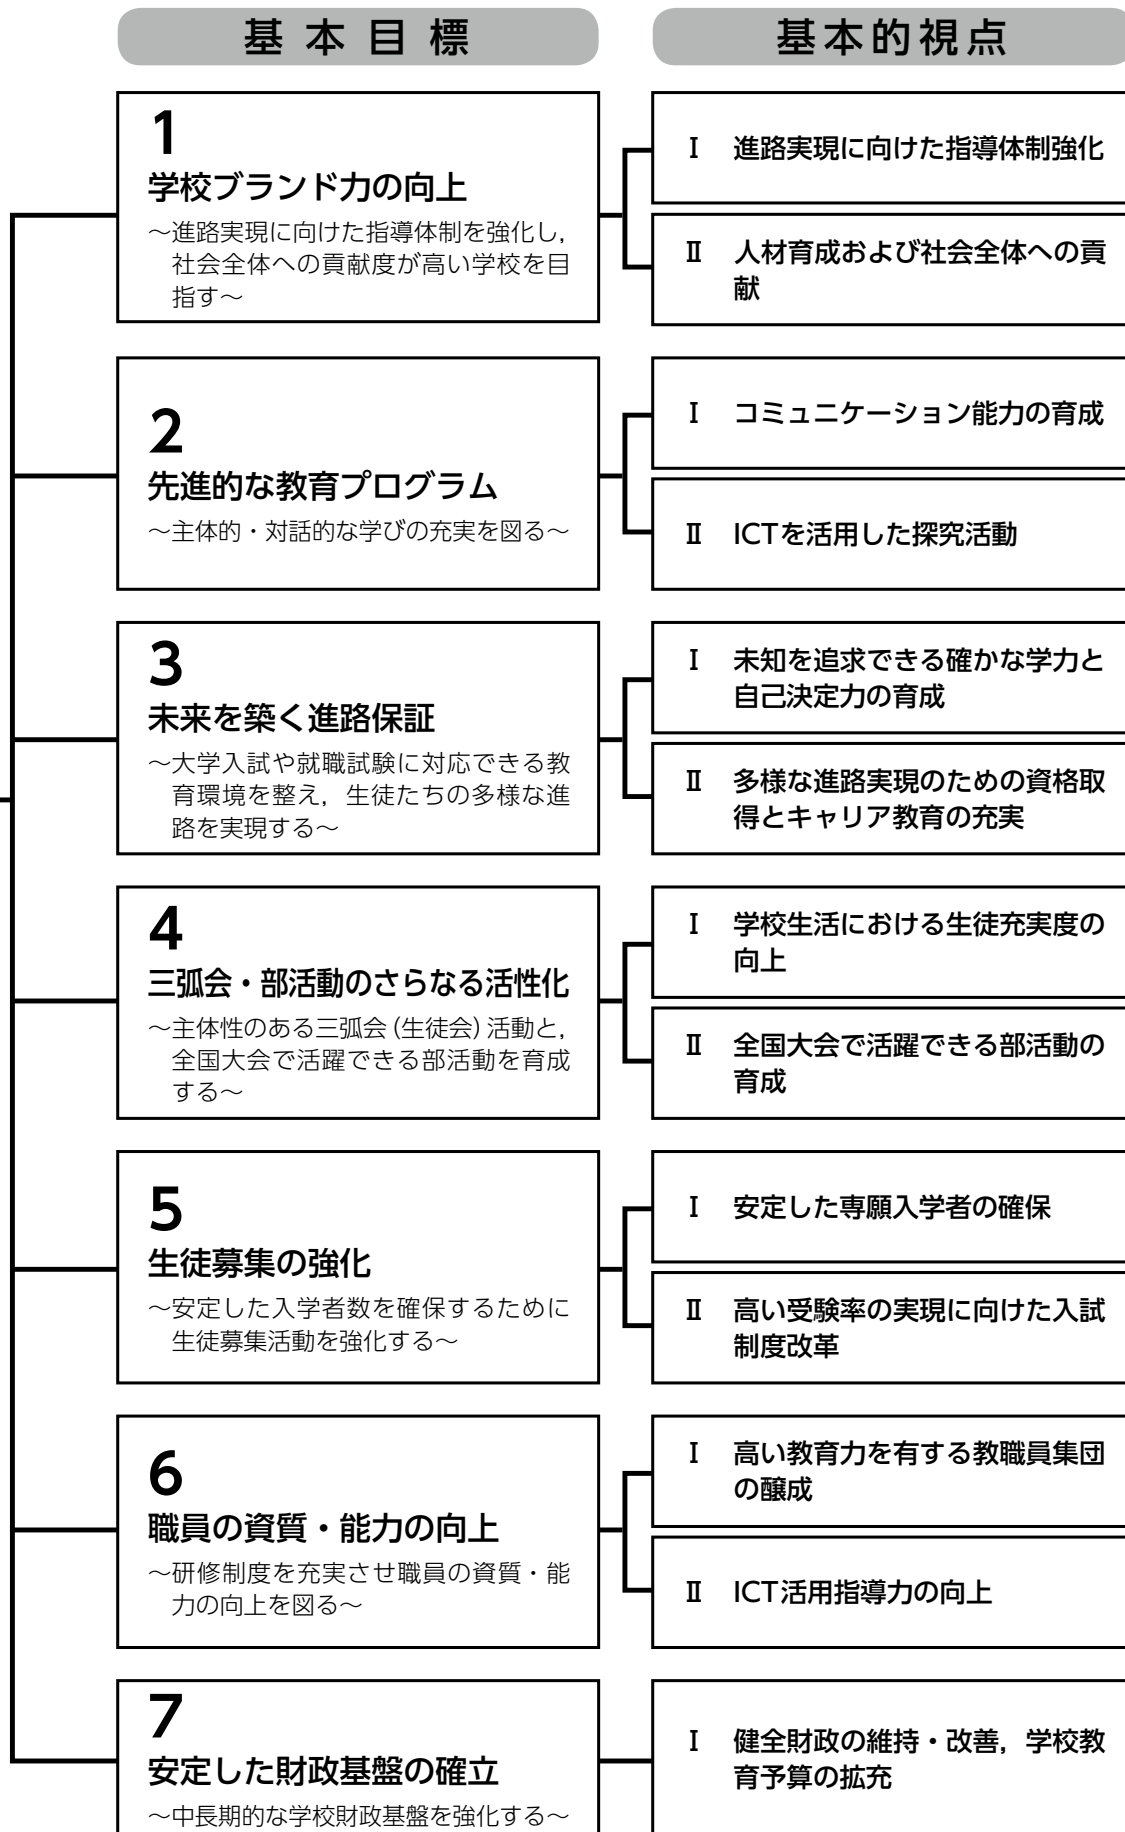 基本目標
基本的視点
1
学校ブランド力の向上
～進路実現に向けた指導体制を強化し,
社会全体への貢献度が高い学校を目
指す～
Ⅰ 進路実現に向けた指導体制強化
Ⅱ 人材育成および社会全体への貢
献
2
先進的な教育プログラム
～主体的・対話的な学びの充実を図る～
Ⅰ コミュニケーション能力の育成
Ⅱ ICTを活用した探究活動
3
未来を築く進路保証
～大学入試や就職試験に対応できる教
育環境を整え,生徒たちの多様な進
路を実現する～
Ⅰ 未知を追求できる確かな学力と
自己決定力の育成
Ⅱ 多様な進路実現のための資格取
得とキャリア教育の充実
4
三弧会・部活動のさらなる活性化
～主体性のある三弧会(生徒会)活動と,
全国大会で活躍できる部活動を育成
する～
Ⅰ 学校生活における生徒充実度の
向上
Ⅱ 全国大会で活躍できる部活動の
育成
5
生徒募集の強化
～安定した入学者数を確保するために
生徒募集活動を強化する～
Ⅰ 安定した専願入学者の確保
Ⅱ 高い受験率の実現に向けた入試
制度改革
6
職員の資質・能力の向上
～研修制度を充実させ職員の資質・能
力の向上を図る～
Ⅰ 高い教育力を有する教職員集団
の醸成
Ⅱ ICT活用指導力の向上
7
安定した財政基盤の確立
～中長期的な学校財政基盤を強化する～
Ⅰ 健全財政の維持・改善,学校教
育予算の拡充